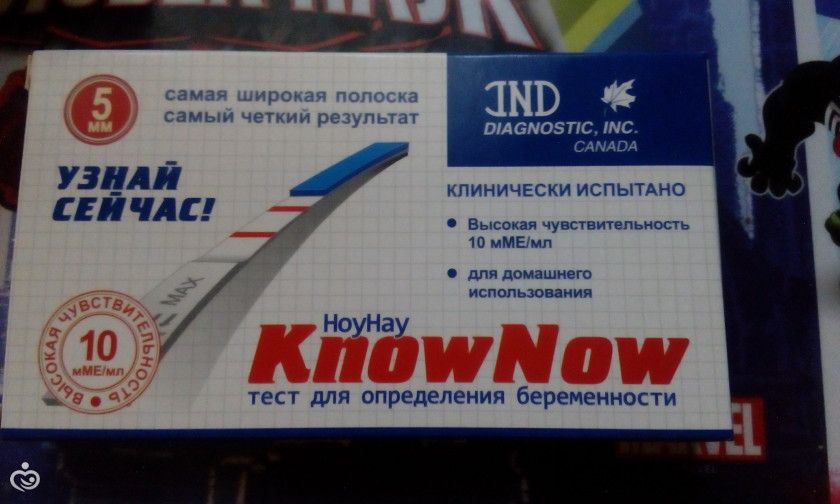 5
мм
самая широкая полоска
самый четкий результат
УЗНАЙ
СЕЙЧАС!
IND
DIAGNOSTIC, INC.
CANADA
КЛИНИЧЕСКИ ИСПЫТАНО
• Высокая чувствительность
10 мМЕ/мл
• для домашнего
использования
MAX
ВЫСОКАЯ ЧУВСТВИТЕЛЬНОСТЬ
10
мМЕ/мл
НоуНау
KnowNow
тест для определения беременности